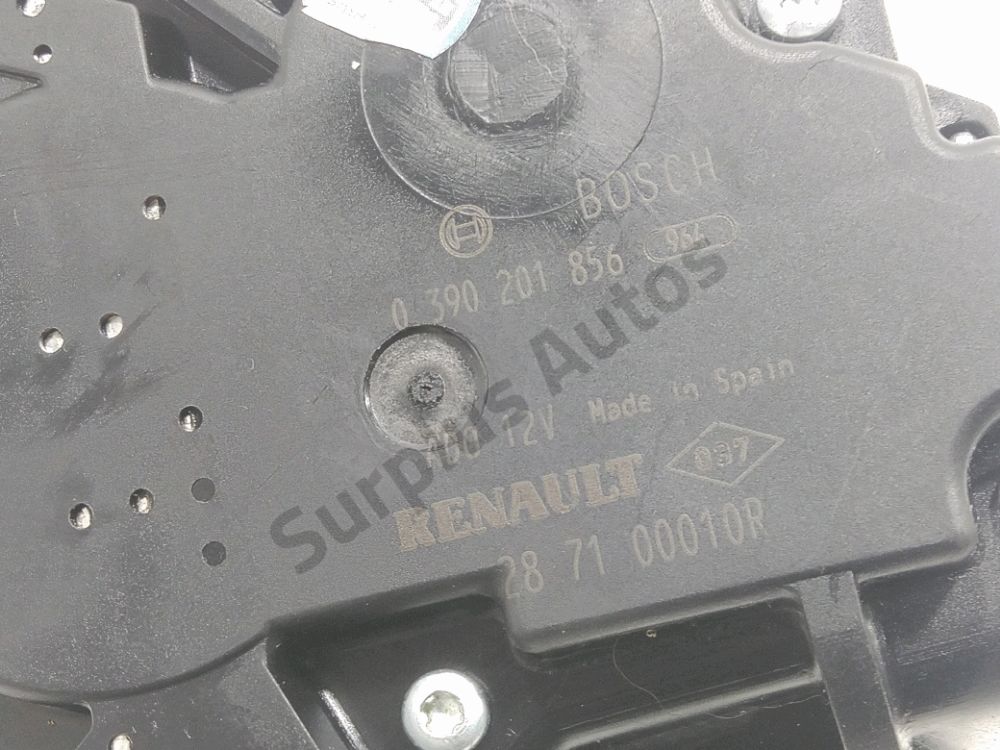 BOSCH
0 390 201 856 964
12V Made in Spain
RENAULT 037
28 71 00010R
Surplus Autos